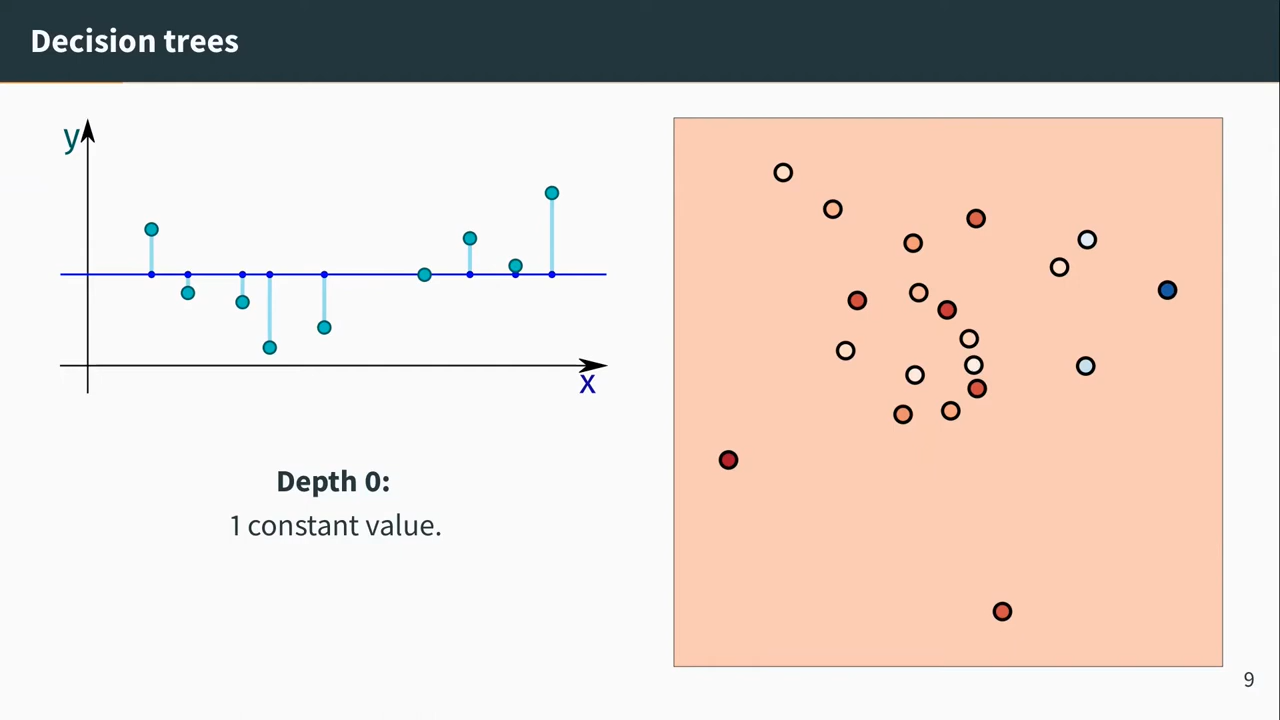 Decision trees
y
x
Depth 0:
1 constant value.
9